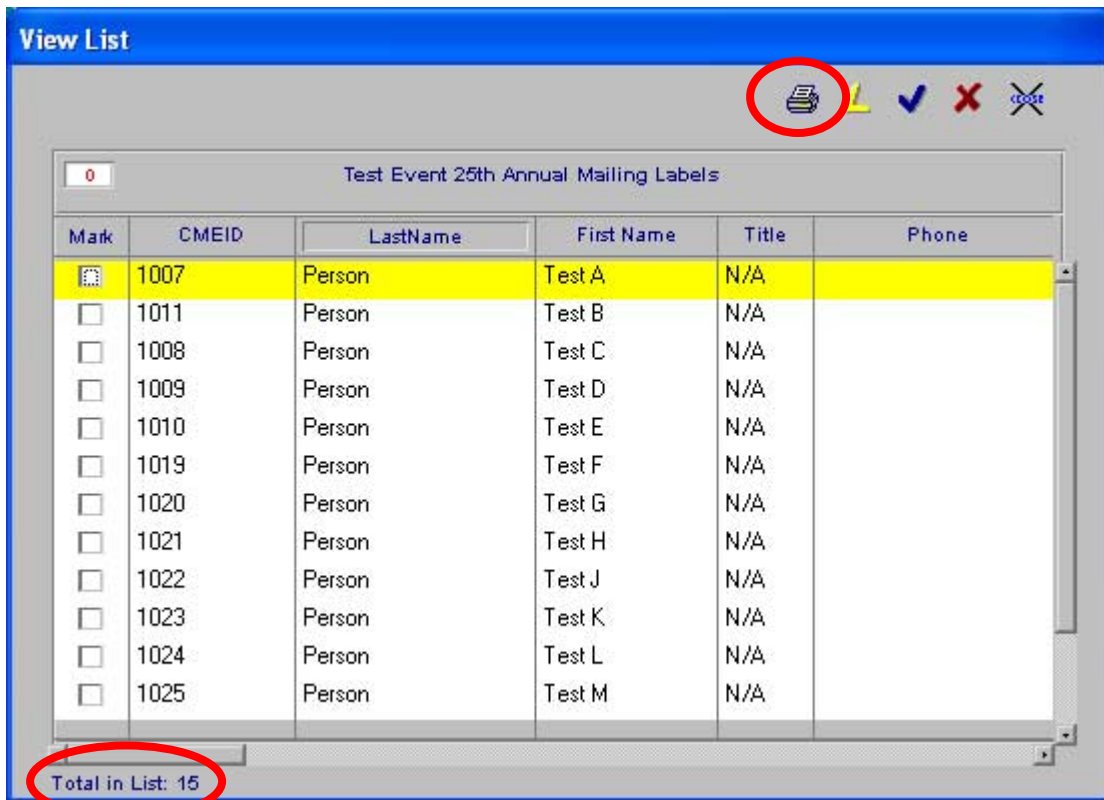 View List
CLOSE
0 Test Event 25th Annual Mailing Labels
Mark CMEID LastName First Name Title Phone
1007 Person Test A N/A
1011 Person Test B N/A
1008 Person Test C N/A
1009 Person Test D N/A
1010 Person Test E N/A
1019 Person Test F N/A
1020 Person Test G N/A
1021 Person Test H N/A
1022 Person Test J N/A
1023 Person Test K N/A
1024 Person Test L N/A
1025 Person Test M N/A
Total in List: 15